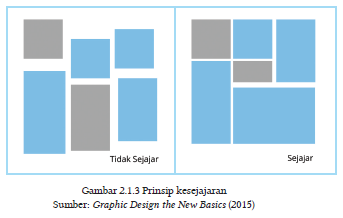 Tidak Sejajar
Sejajar
Gambar 2.1.3 Prinsip kesejajaran
Sumber: Graphic Design the New Basics (2015)